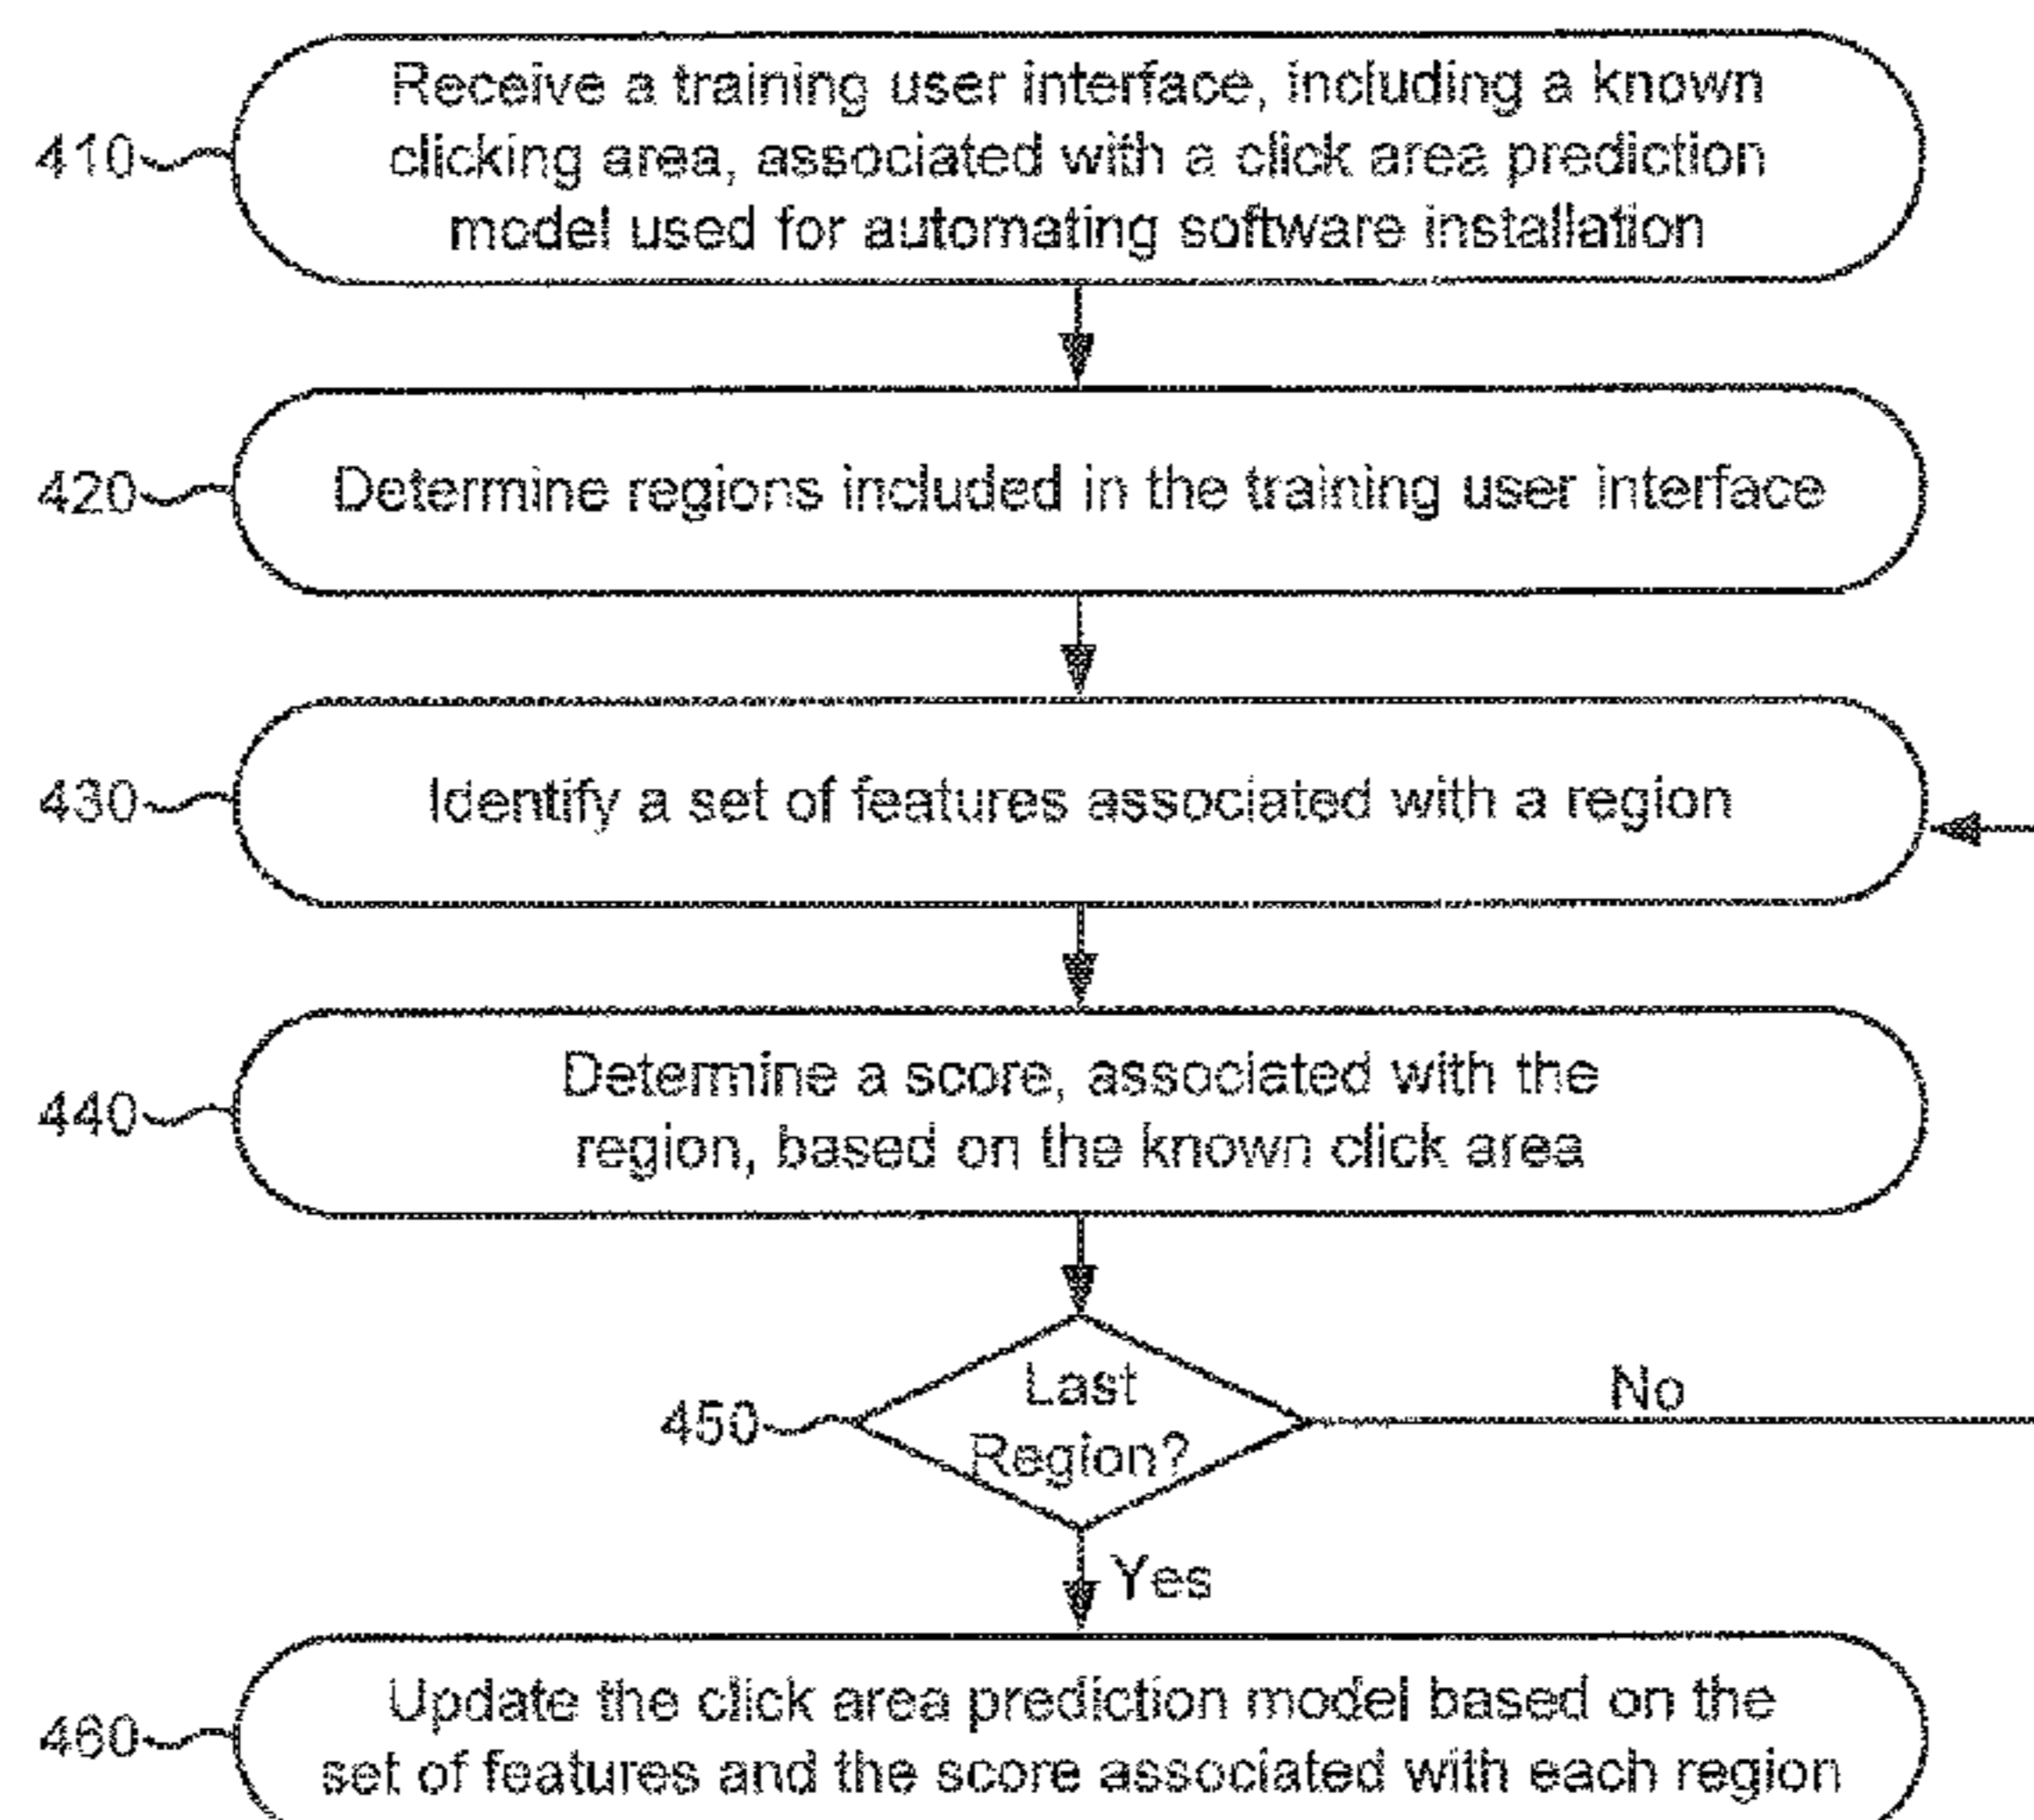 Receive a training user interface, including a known
410
clicking area, associated with a click area prediction
model used for automating software installation
420
Determine regions included in the training user interface
430
Identify a set of features associated with a region
Determine a score, associated with the
440
region, based on the known click area
Last
No
450
Region?
Yes
Update the click area prediction model based on the
460
set of features and the score associated with each region